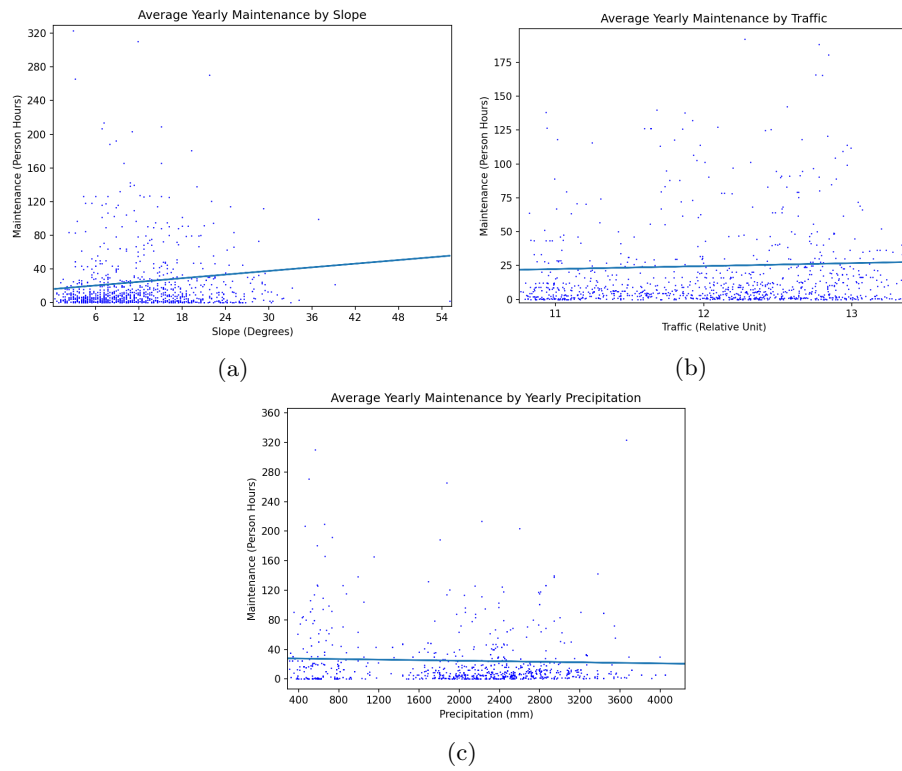 Average Yearly Maintenance by Slope
320
280
240
200
160
120
80
40
0
Maintenance (Person Hours)
6 12 18 24 30 36 42 48 54
Slope (Degrees)
(a)
Average Yearly Maintenance by Traffic
175
150
125
100
75
50
25
0
Maintenance (Person Hours)
11 12 13
Traffic (Relative Unit)
(b)
Average Yearly Maintenance by Yearly Precipitation
360
320
280
240
200
160
120
80
40
0
Maintenance (Person Hours)
400 800 1200 1600 2000 2400 2800 3200 3600 4000
Precipitation (mm)
(c)